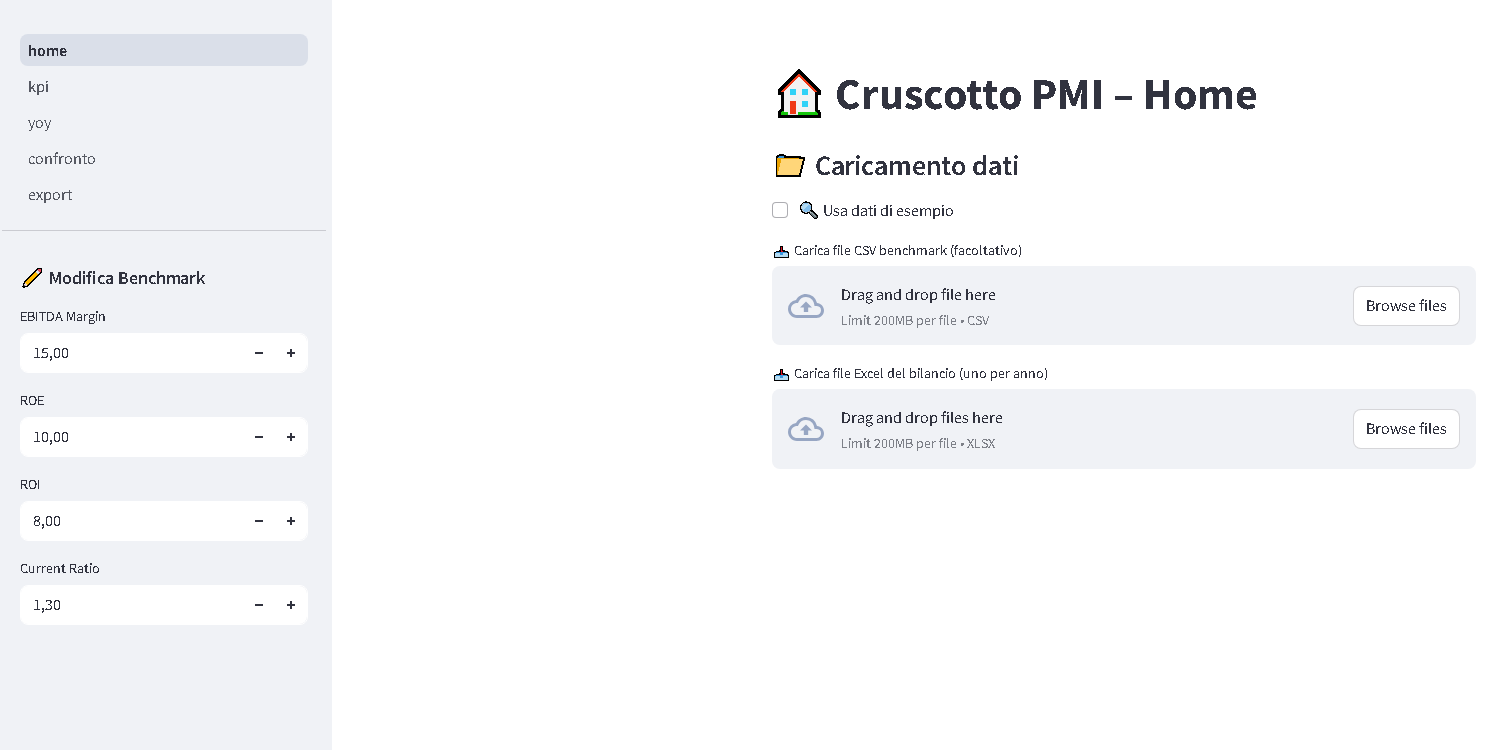 home
kpi
yoy
confronto
export
Modifica Benchmark
EBITDA Margin
15,00
ROE
10,00
ROI
8,00
Current Ratio
1,30
Cruscotto PMI – Home
Caricamento dati
Usa dati di esempio
Carica file CSV benchmark (facoltativo)
Drag and drop file here
Limit 200MB per file • CSV
Browse files
Carica file Excel del bilancio (uno per anno)
Drag and drop files here
Limit 200MB per file • XLSX
Browse files